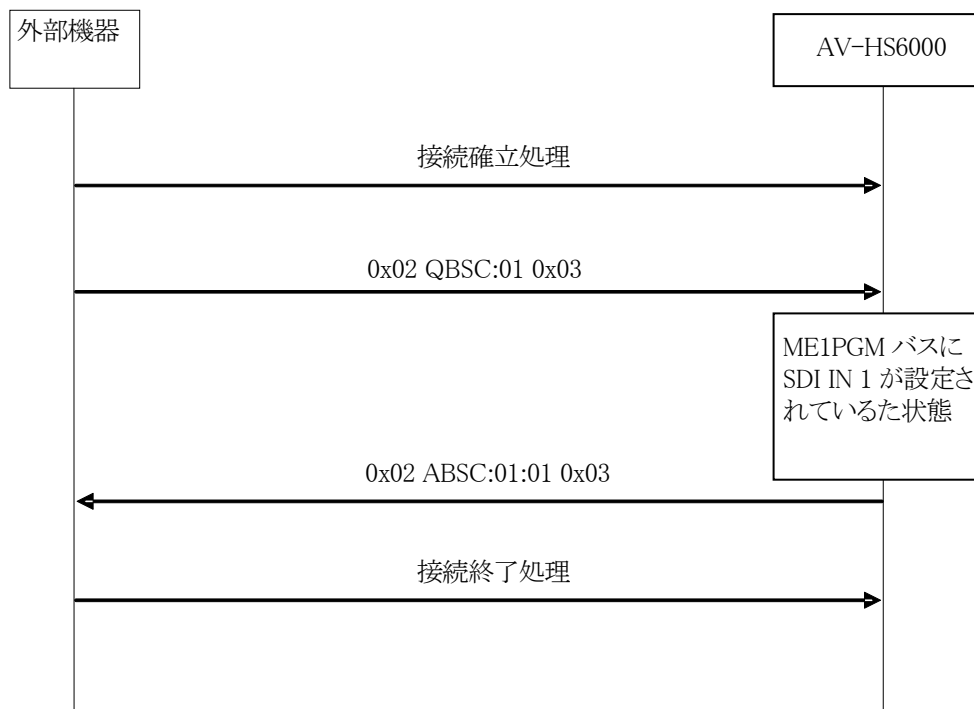 外部機器
AV-HS6000
接続確立処理
0x02 QBSC:01 0x03
ME1PGM バスに
SDI IN 1 が設定さ
れているた状態
0x02 ABSC:01:01 0x03
接続終了処理